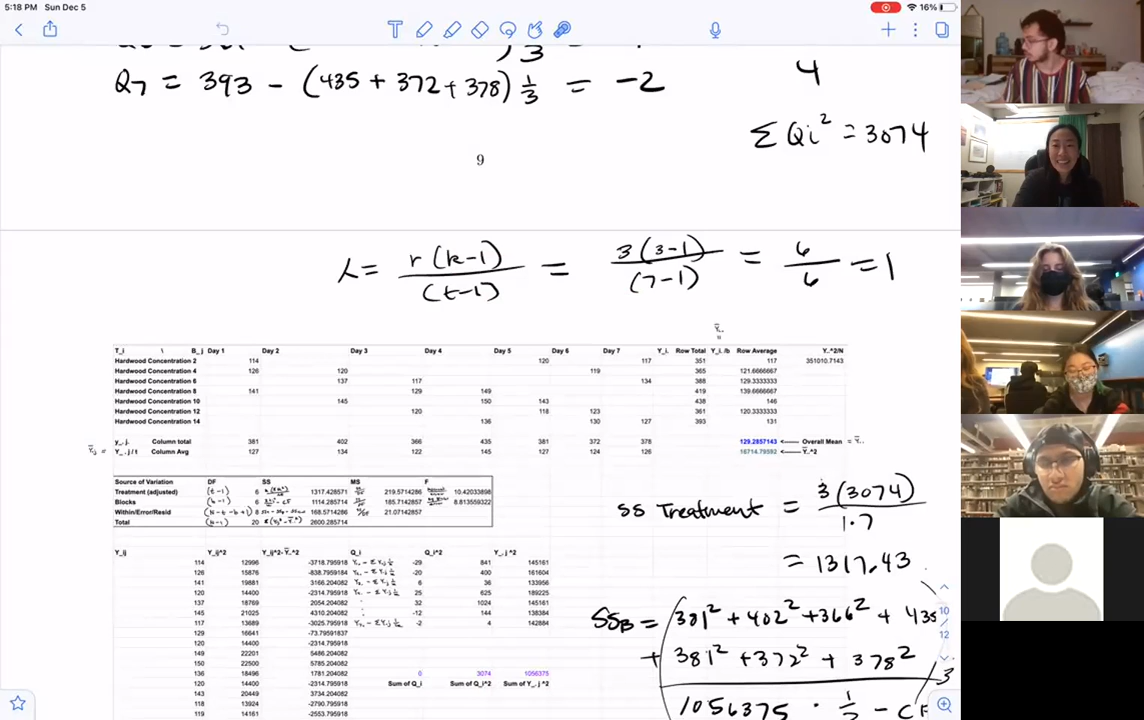 5:18 PM Sun Dec 5
16%
Q7 = 393 - (435 + 372 + 378) 1/3 = -2
4
Σ Qi² = 3074
9
λ = r(k-1)/(t-1) = 3(3-1)/(7-1) = 6/6 = 1
Y..
T_i \ B_j Day 1 Day 2 Day 3 Day 4 Day 5 Day 6 Day 7 Y_i. Row Total Y_i. /b Row Average Y..^2/N
Hardwood Concentration 2 114 120 117 351 117 351010.7143
Hardwood Concentration 4 126 120 119 365 121.6666667
Hardwood Concentration 6 137 117 134 388 129.3333333
Hardwood Concentration 8 141 129 149 419 139.6666667
Hardwood Concentration 10 145 150 143 438 146
Hardwood Concentration 12 120 118 123 361 120.3333333
Hardwood Concentration 14 136 130 127 393 131
y_. j. Column total 381 402 366 435 381 372 378 129.2857143 <----- Overall Mean = Y..
Y_. j/t Column Avg 127 134 122 145 127 124 126 16714.79592 <----- Y..^2
Source of Variation DF SS MS F
Treatment (adjusted) (t-1) 6 1317.428571 219.5714286 10.42033898
Blocks (b-1) 6 1114.285714 185.7142857 8.813559322
Within/Error/Resid (k-t-b+1) 8 168.5714286 21.07142857
Total 20 2600.285714
SS Treatment = 3(3074)/1·7
= 1317.43
Y_ij Y_ij^2 Y_ij^2 - Y..^2 Q_i Q_i^2 Y_. j ^2
114 12996 -3718.795918 -29 841 145161
126 15876 -838.7959184 -20 400 161604
141 19881 3166.204082 6 36 133956
120 14400 -2314.795918 25 625 189225
137 18769 2054.204082 32 1024 145161
145 21025 4310.204082 -12 144 138384
117 13689 -3025.795918 -2 4 142884
129 16641 -73.79591837
120 14400 -2314.795918
149 22201 5486.204082
150 22500 5785.204082
136 18496 1781.204082 0 3074 1056375
120 14400 -2314.795918 Sum of Q_i Sum of Q_i^2 Sum of Y_. j ^2
143 20449 3734.204082
118 13924 -2790.795918
119 14161 -2553.795918
SSB = (381² + 402² + 366² + 435
+ 381² + 372² + 378²
/3
1056375 · 1/3 - CF
10
12